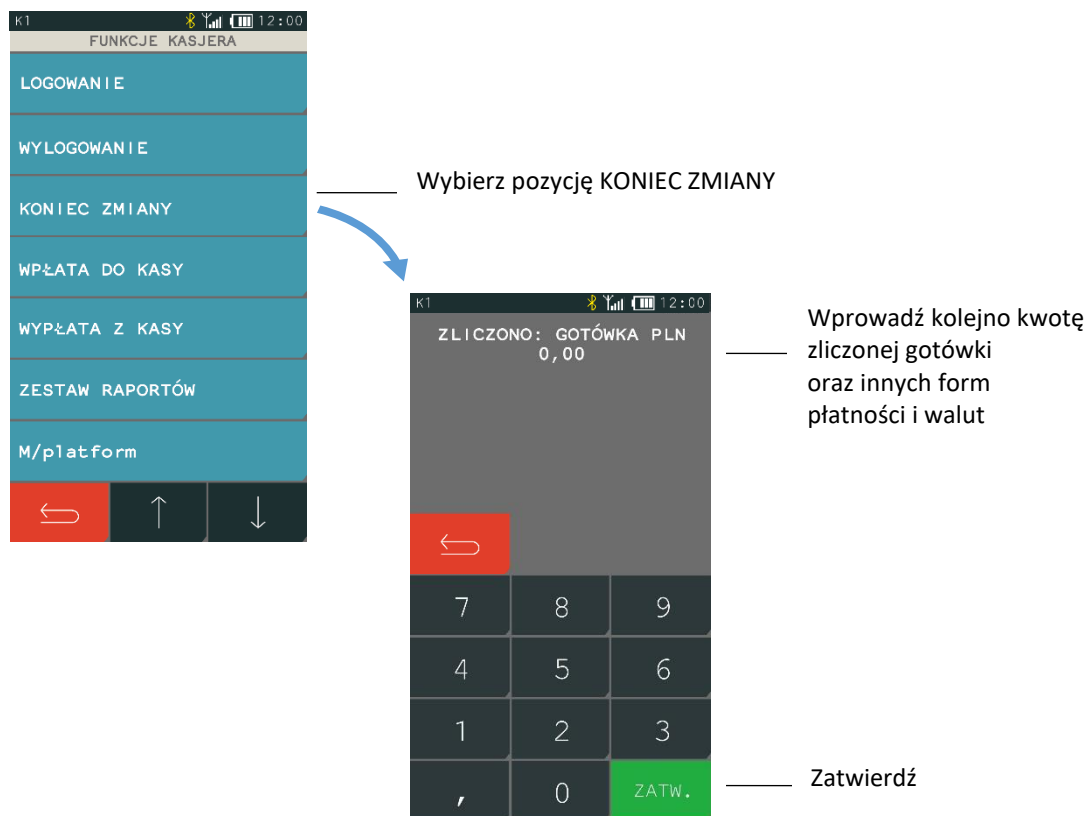 K1 12:00
FUNKCJE KASJERA
LOGOWANIE
WYLOGOWANIE
KONIEC ZMIANY
WPŁATA DO KASY
WYPŁATA Z KASY
ZESTAW RAPORTÓW
M/platform
Wybierz pozycję KONIEC ZMIANY
K1 12:00
ZLICZONO: GOTÓWKA PLN
0,00
7 8 9
4 5 6
1 2 3
, 0 ZATW.
Wprowadź kolejno kwotę
zliczonej gotówki
oraz innych form
płatności i walut
Zatwierdź